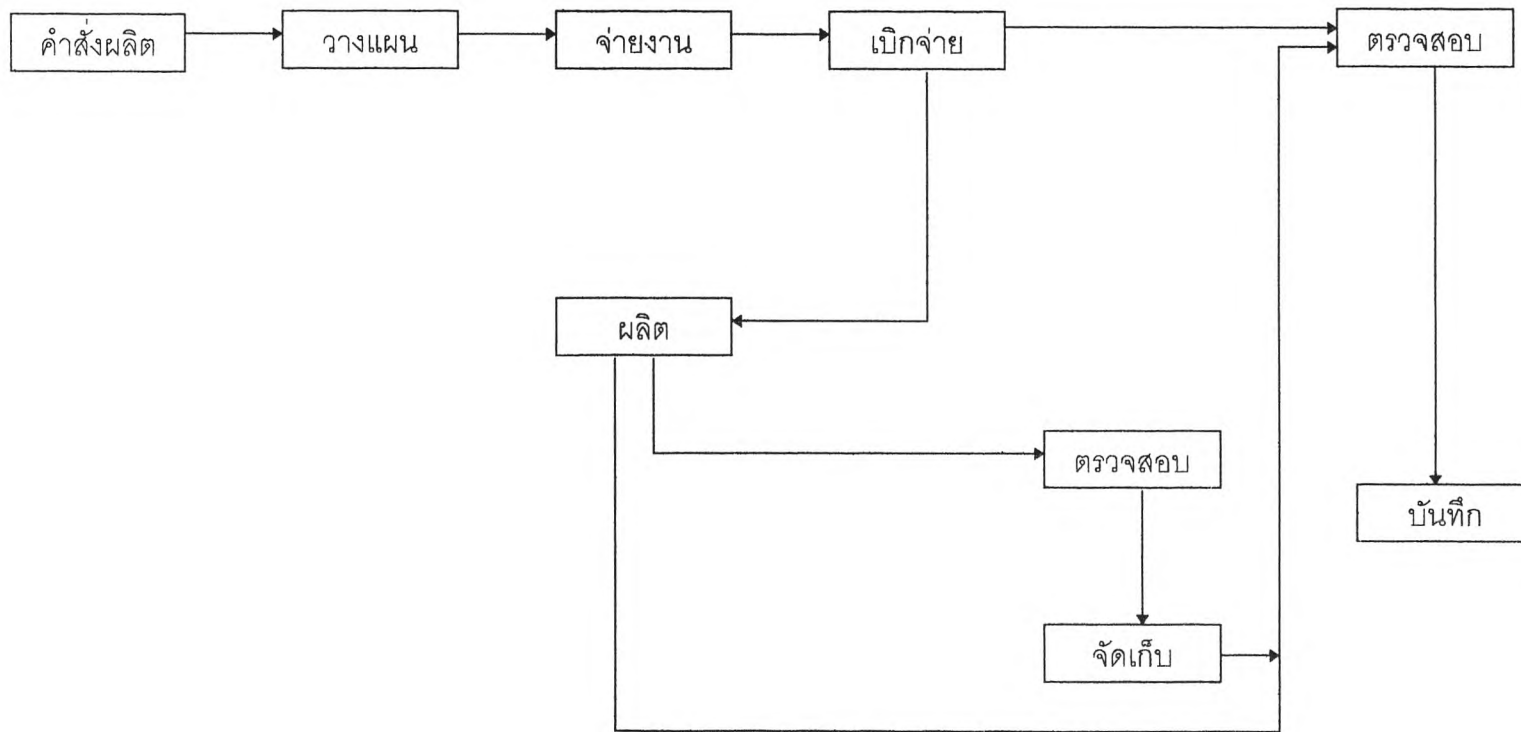 คำสั่งผลิต
วางแผน
จ่ายงาน
เบิกจ่าย
ตรวจสอบ
ผลิต
ตรวจสอบ
บันทึก
จัดเก็บ